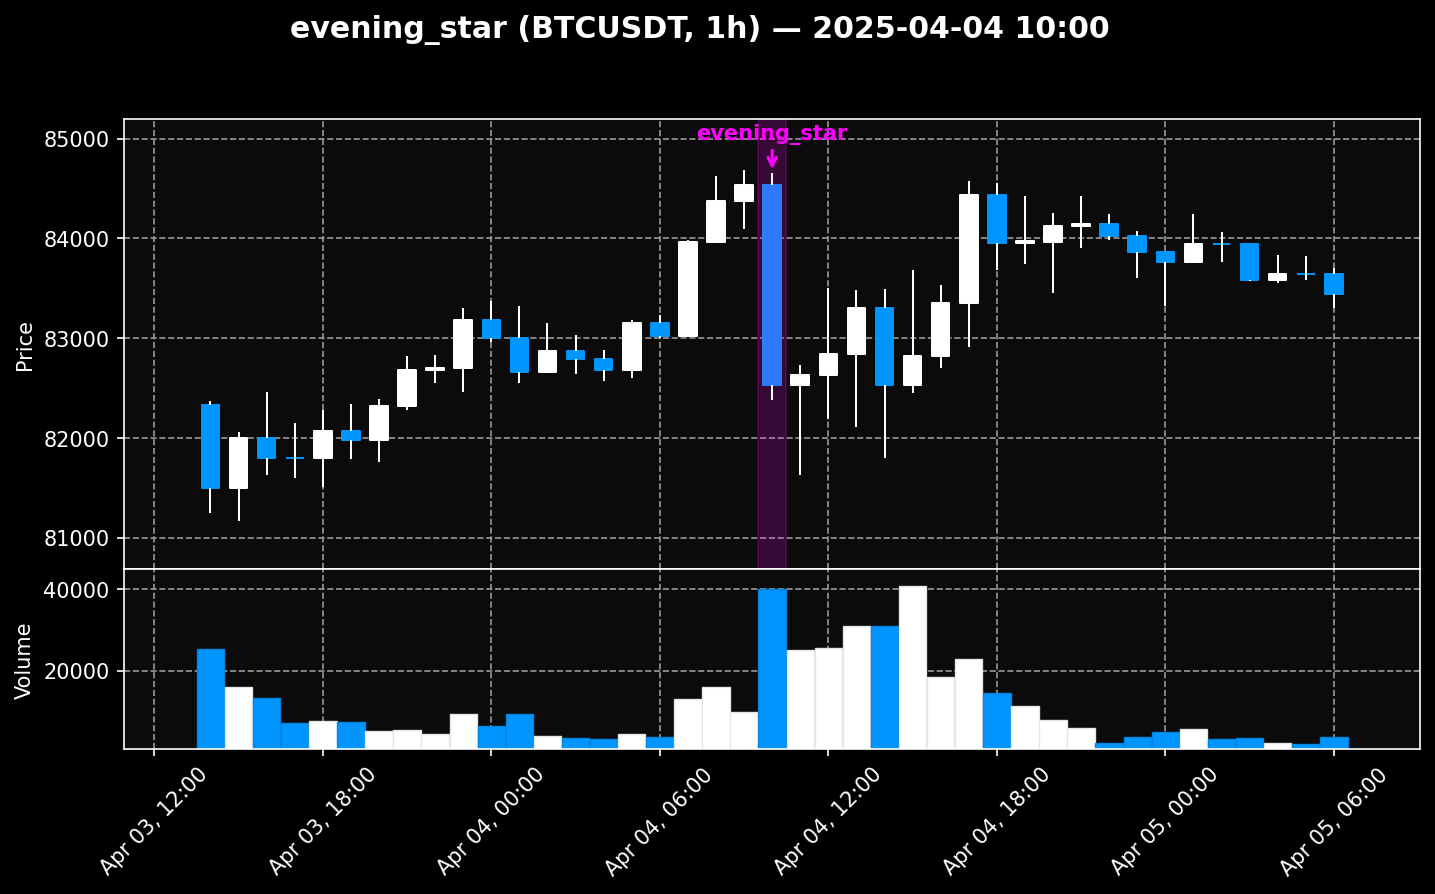 evening_star (BTCUSDT, 1h) — 2025-04-04 10:00
evening_star
85000
84000
83000
82000
81000
Price
40000
20000
Volume
Apr 03, 12:00
Apr 03, 18:00
Apr 04, 00:00
Apr 04, 06:00
Apr 04, 12:00
Apr 04, 18:00
Apr 05, 00:00
Apr 05, 06:00